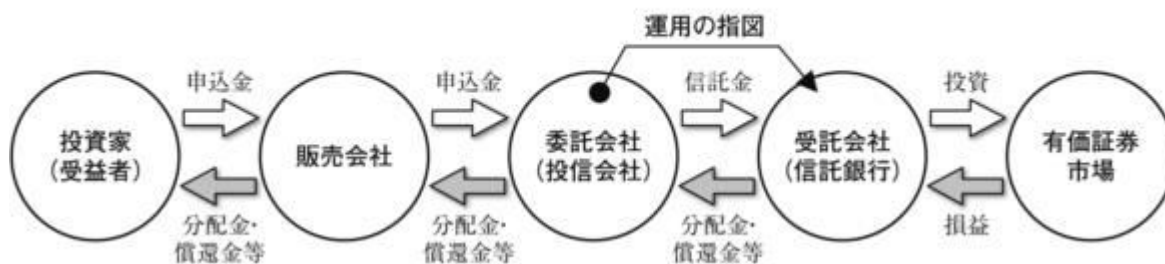 運用の指図
申込金
申込金
信託金
投資
投資家
(受益者)
販売会社
委託会社
(投信会社)
受託会社
(信託銀行)
有価証券
市場
分配金・
償還金等
分配金・
償還金等
分配金・
償還金等
損益